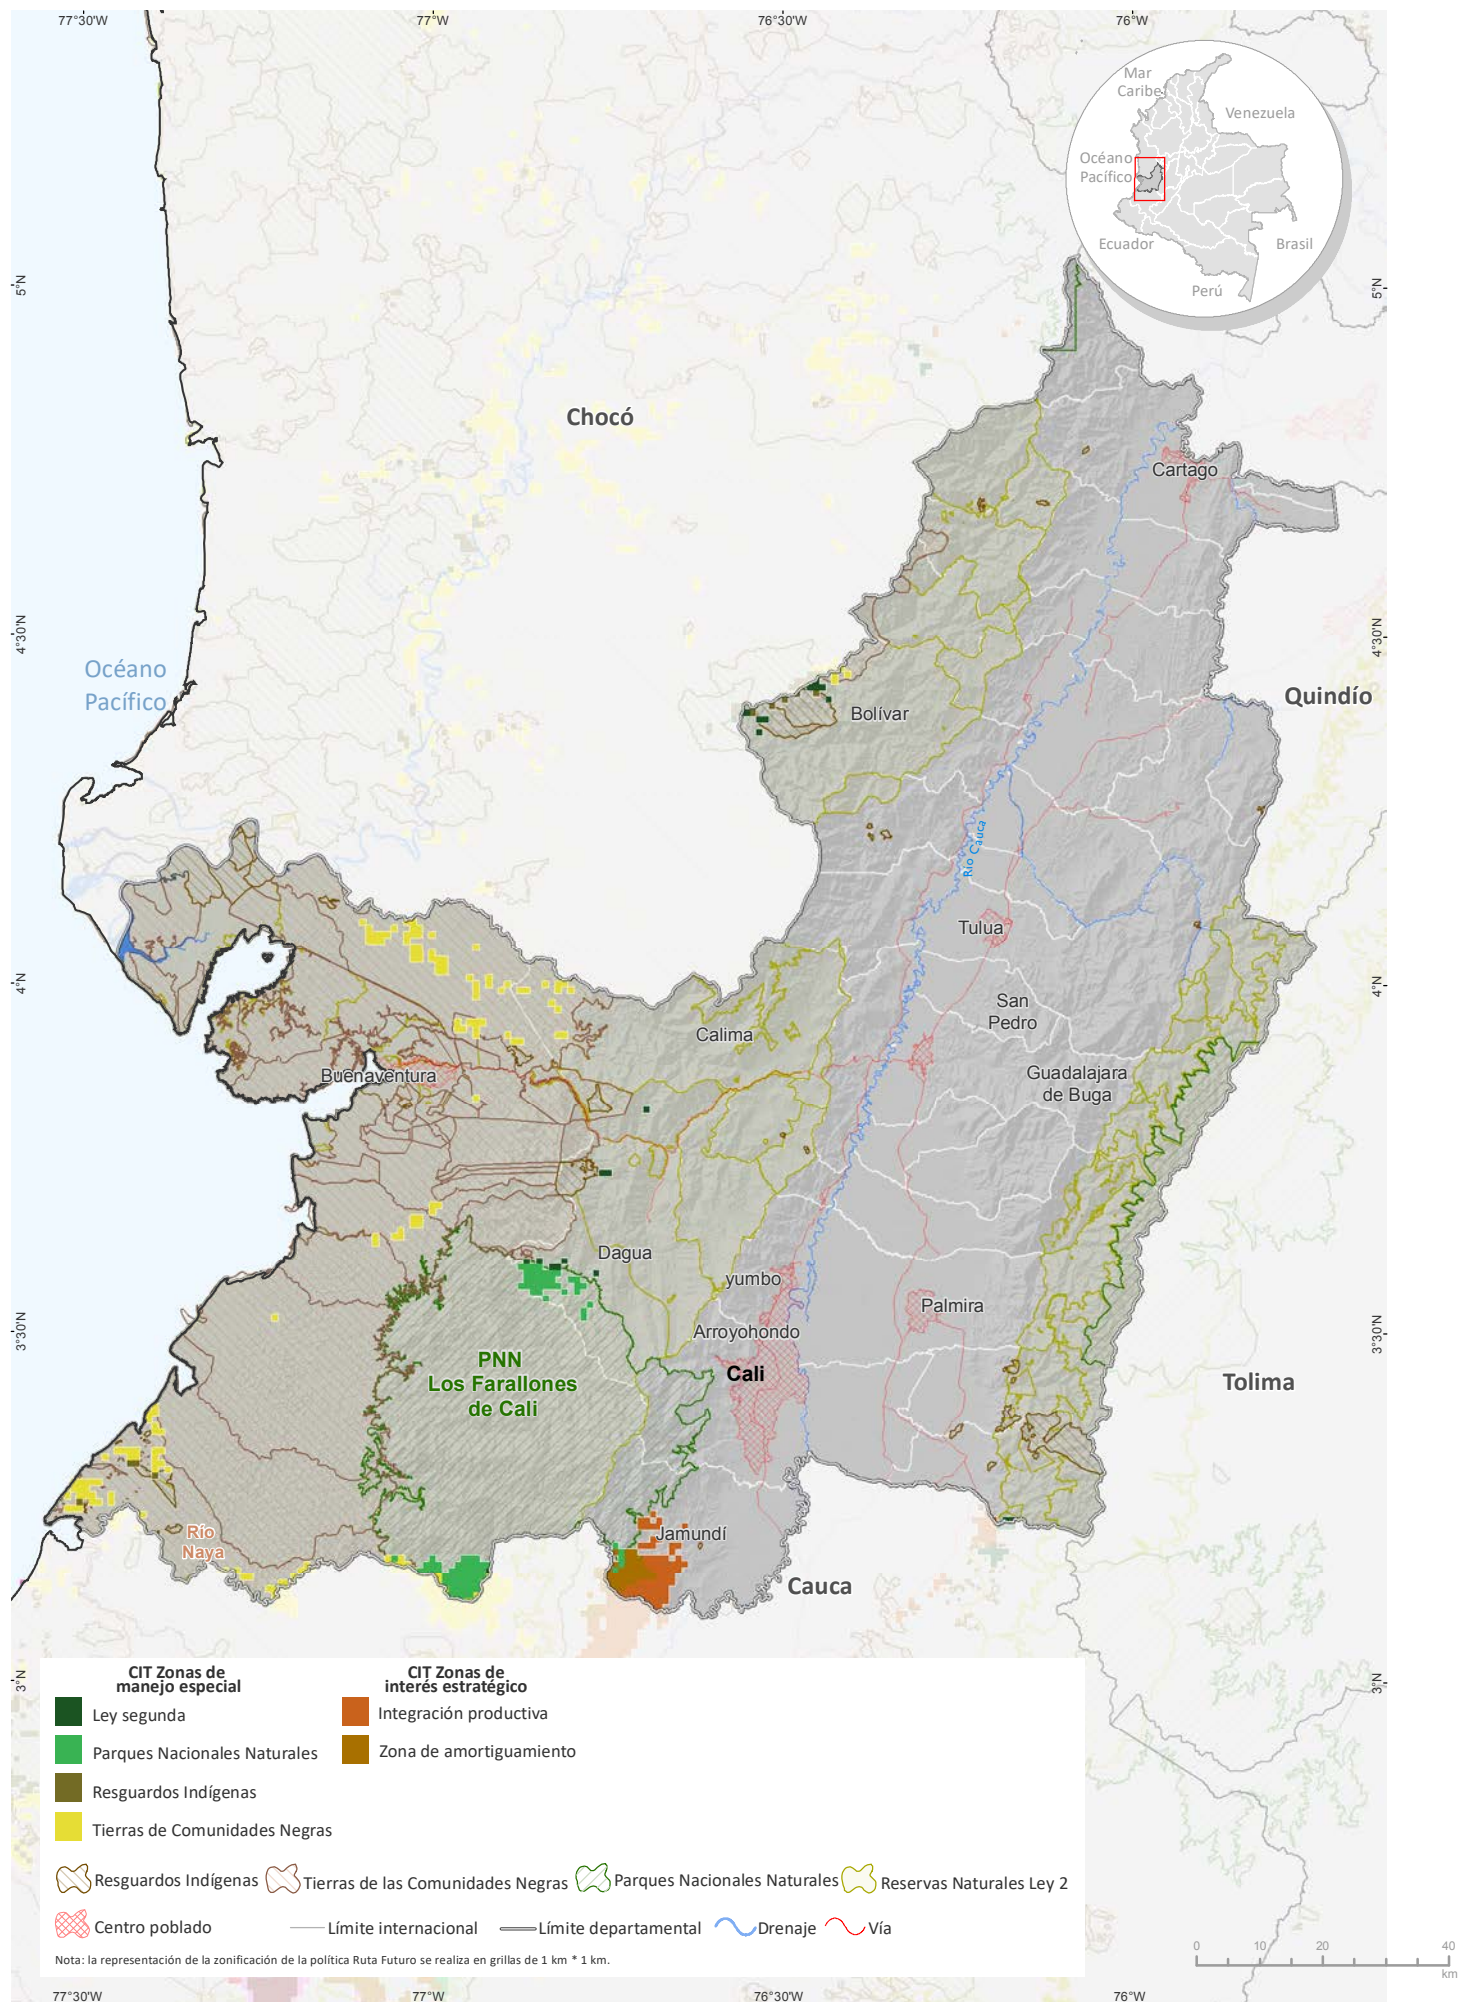 77°30'W
77°W
76°30'W
76°W
Mar
Caribe
Venezuela
Océano
Pacífico
Ecuador
Brasil
Perú
5°N
5°N
Chocó
Cartago
4°30'N
4°30'N
Océano
Pacífico
Quindío
Bolívar
Río Cauca
Tulua
4°N
4°N
San
Pedro
Calima
Buenaventura
Guadalajara
de Buga
Dagua
yumbo
Palmira
3°30'N
3°30'N
Arroyohondo
PNN
Los Farallones
de Cali
Cali
Tolima
Río
Naya
Jamundí
Cauca
3°N
3°N
CIT Zonas de
manejo especial
Ley segunda
Parques Nacionales Naturales
Resguardos Indígenas
Tierras de Comunidades Negras
CIT Zonas de
interés estratégico
Integración productiva
Zona de amortiguamiento
Resguardos Indígenas
Tierras de las Comunidades Negras
Parques Nacionales Naturales
Reservas Naturales Ley 2
Centro poblado
Límite internacional
Límite departamental
Drenaje
Vía
Nota: la representación de la zonificación de la política Ruta Futuro se realiza en grillas de 1 km * 1 km.
0 10 20 40
km
77°30'W
77°W
76°30'W
76°W